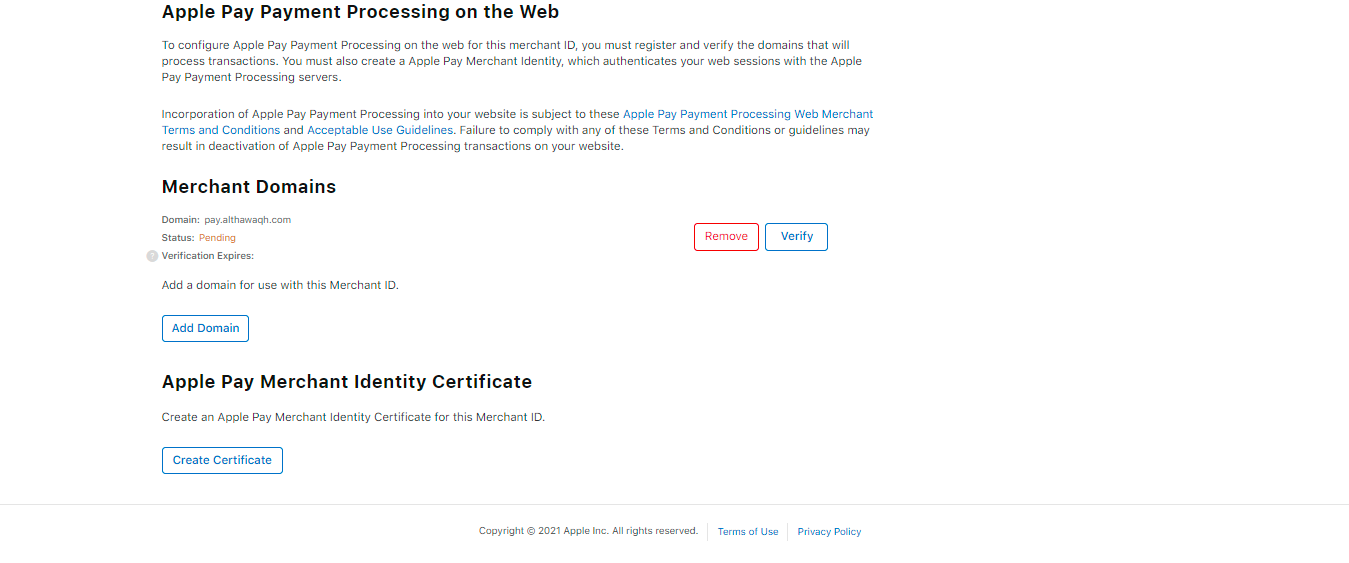 Apple Pay Payment Processing on the Web
To configure Apple Pay Payment Processing on the web for this merchant ID, you must register and verify the domains that will
process transactions. You must also create a Apple Pay Merchant Identity, which authenticates your web sessions with the Apple
Pay Payment Processing servers.
Incorporation of Apple Pay Payment Processing into your website is subject to these Apple Pay Payment Processing Web Merchant
Terms and Conditions and Acceptable Use Guidelines. Failure to comply with any of these Terms and Conditions or guidelines may
result in deactivation of Apple Pay Payment Processing transactions on your website.
Merchant Domains
Domain: pay.althawaqh.com
Status: Pending
Remove Verify
? Verification Expires:
Add a domain for use with this Merchant ID.
Add Domain
Apple Pay Merchant Identity Certificate
Create an Apple Pay Merchant Identity Certificate for this Merchant ID.
Create Certificate
Copyright © 2021 Apple Inc. All rights reserved. Terms of Use Privacy Policy